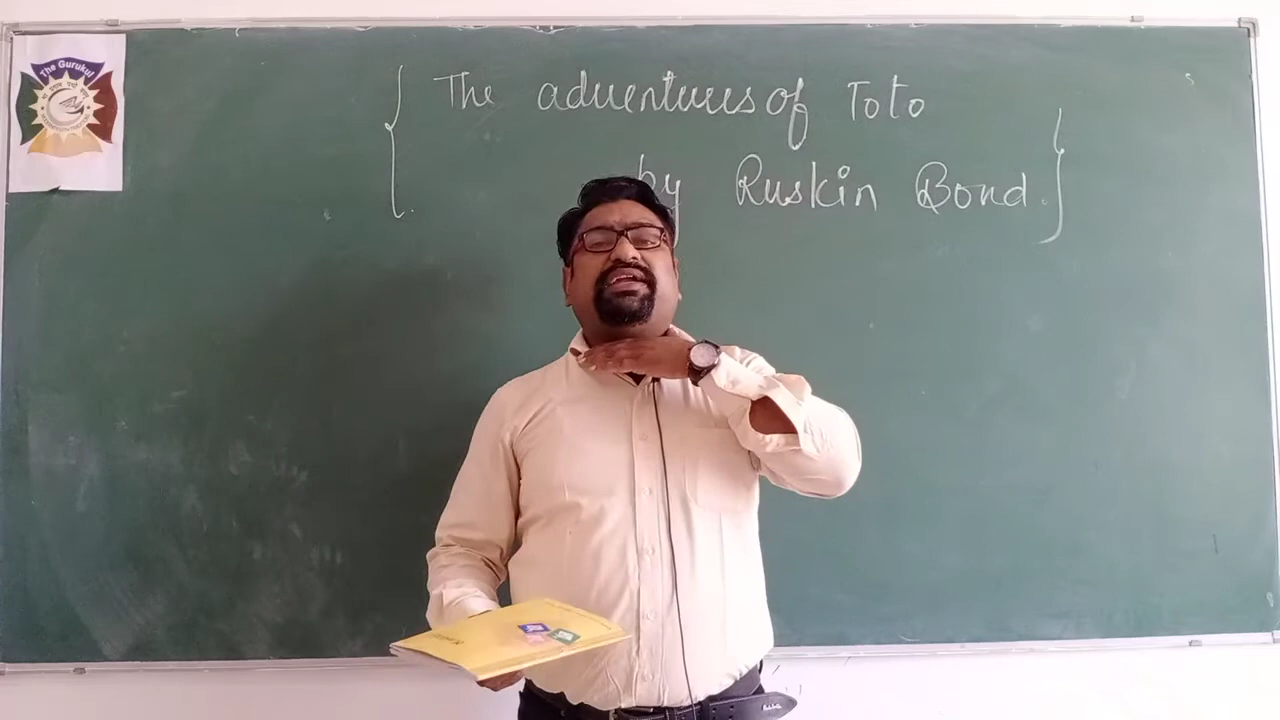 The Gurukul
The adventures of Toto
by Ruskin Bond.